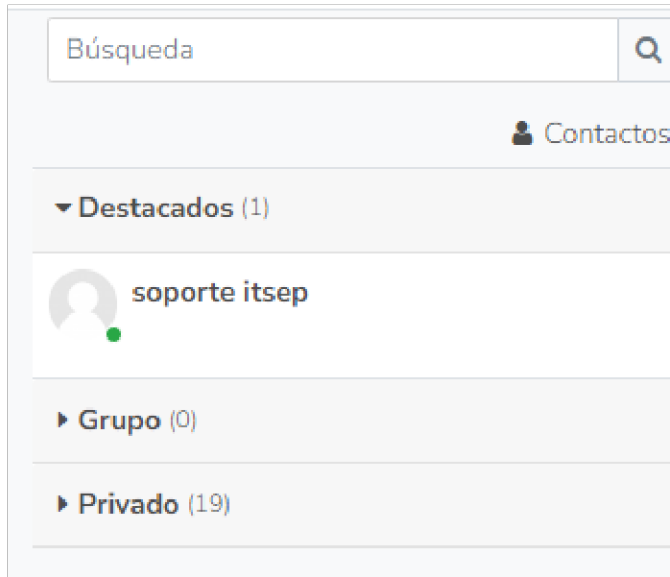 Búsqueda
Contactos
Destacados (1)
soporte itsep
Grupo (0)
Privado (19)